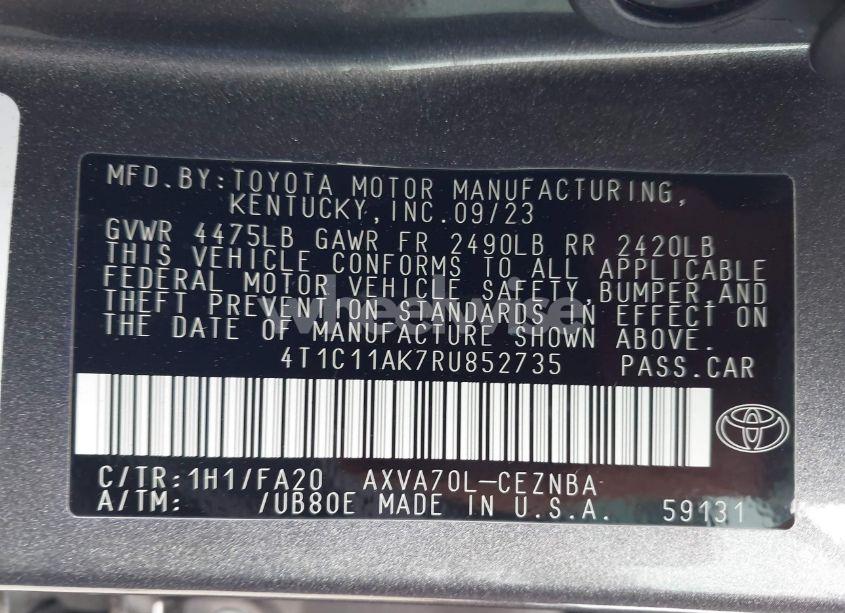 MFD.BY:TOYOTA MOTOR MANUFACTURING,
KENTUCKY,INC.09/23
GVWR 4475LB GAWR FR 2490LB RR 2420LB
THIS VEHICLE CONFORMS TO ALL APPLICABLE
FEDERAL MOTOR VEHICLE SAFETY,BUMPER,AND
THEFT PREVENTION STANDARDS IN EFFECT ON
THE DATE OF MANUFACTURE SHOWN ABOVE.
4T1C11AK7RU852735 PASS.CAR
C/TR:1H1/FA20 AXVA70L-CEZNBA
A/TM: /UB80E MADE IN U.S.A. 59131
wheelwise